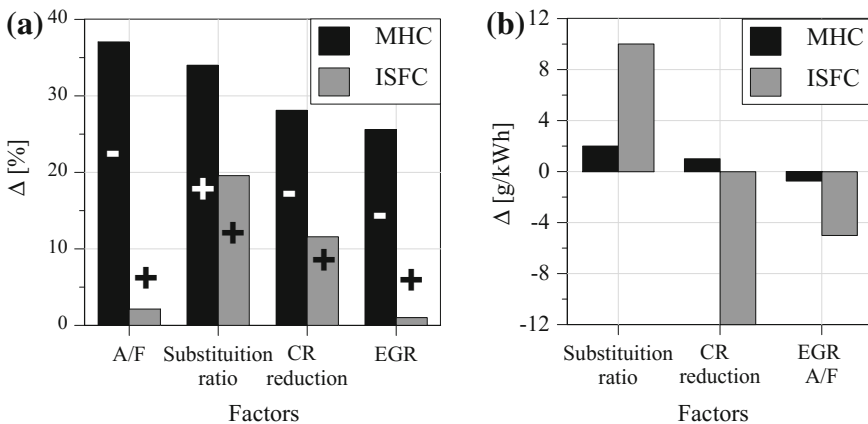 (a)
40
30
20
10
0
Δ [%]
MHC
ISFC
-
+
+
+
-
+
-
+
A/F
Substituition
ratio
CR
reduction
EGR
Factors
(b)
12
8
4
0
-4
-8
-12
Δ [g/kWh]
MHC
ISFC
Substituition
ratio
CR
reduction
EGR
A/F
Factors